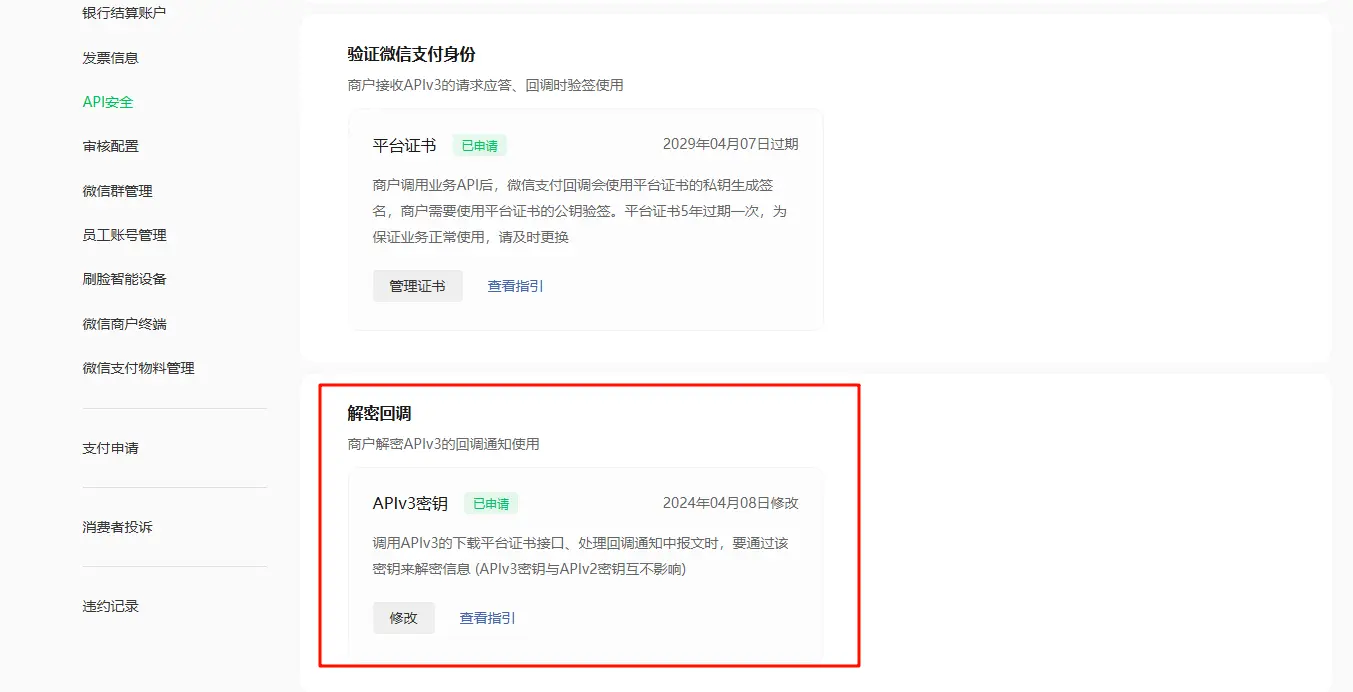 银行结算账户
发票信息
API安全
审核配置
微信群管理
员工账号管理
刷脸智能设备
微信商户终端
微信支付物料管理
支付申请
消费者投诉
违约记录
验证微信支付身份
商户接收APIv3的请求应答、回调时验签使用
平台证书 已申请 2029年04月07日过期
商户调用业务API后，微信支付回调会使用平台证书的私钥生成签
名，商户需要使用平台证书的公钥验签。平台证书5年过期一次，为
保证业务正常使用，请及时更换
管理证书 查看指引
解密回调
商户解密APIv3的回调通知使用
APIv3密钥 已申请 2024年04月08日修改
调用APIv3的下载平台证书接口、处理回调通知中报文时，要通过该
密钥来解密信息 (APIv3密钥与APIv2密钥互不影响)
修改 查看指引